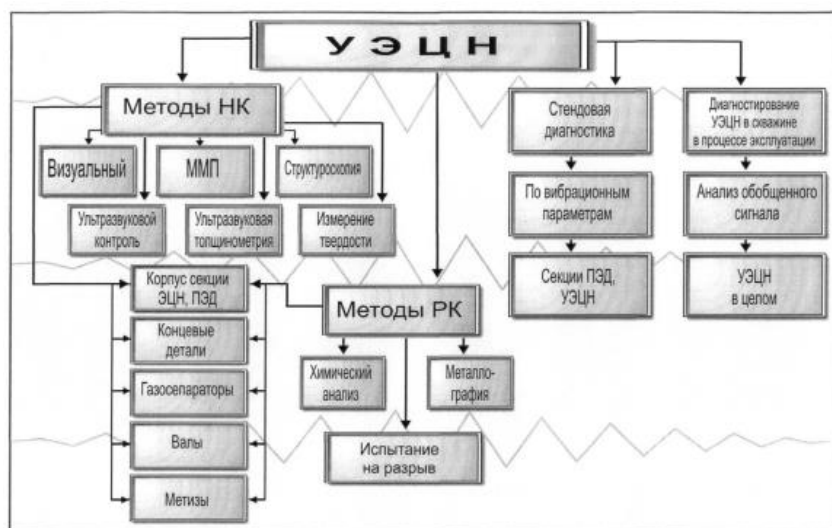 УЭЦН
Методы НК
Визуальный
ММП
Структуроскопия
Ультразвуковой
контроль
Ультразвуковая
толщинометрия
Измерение
твердости
Корпус секции
ЭЦН, ПЭД
Концевые
детали
Газосепараторы
Валы
Метизы
Методы РК
Химический
анализ
Металло-
графия
Испытание
на разрыв
Стендовая
диагностика
По вибрационным
параметрам
Секции ПЭД,
УЭЦН
Диагностирование
УЭЦН в скважине
в процессе эксплуатации
Анализ обобщенного
сигнала
УЭЦН
в целом